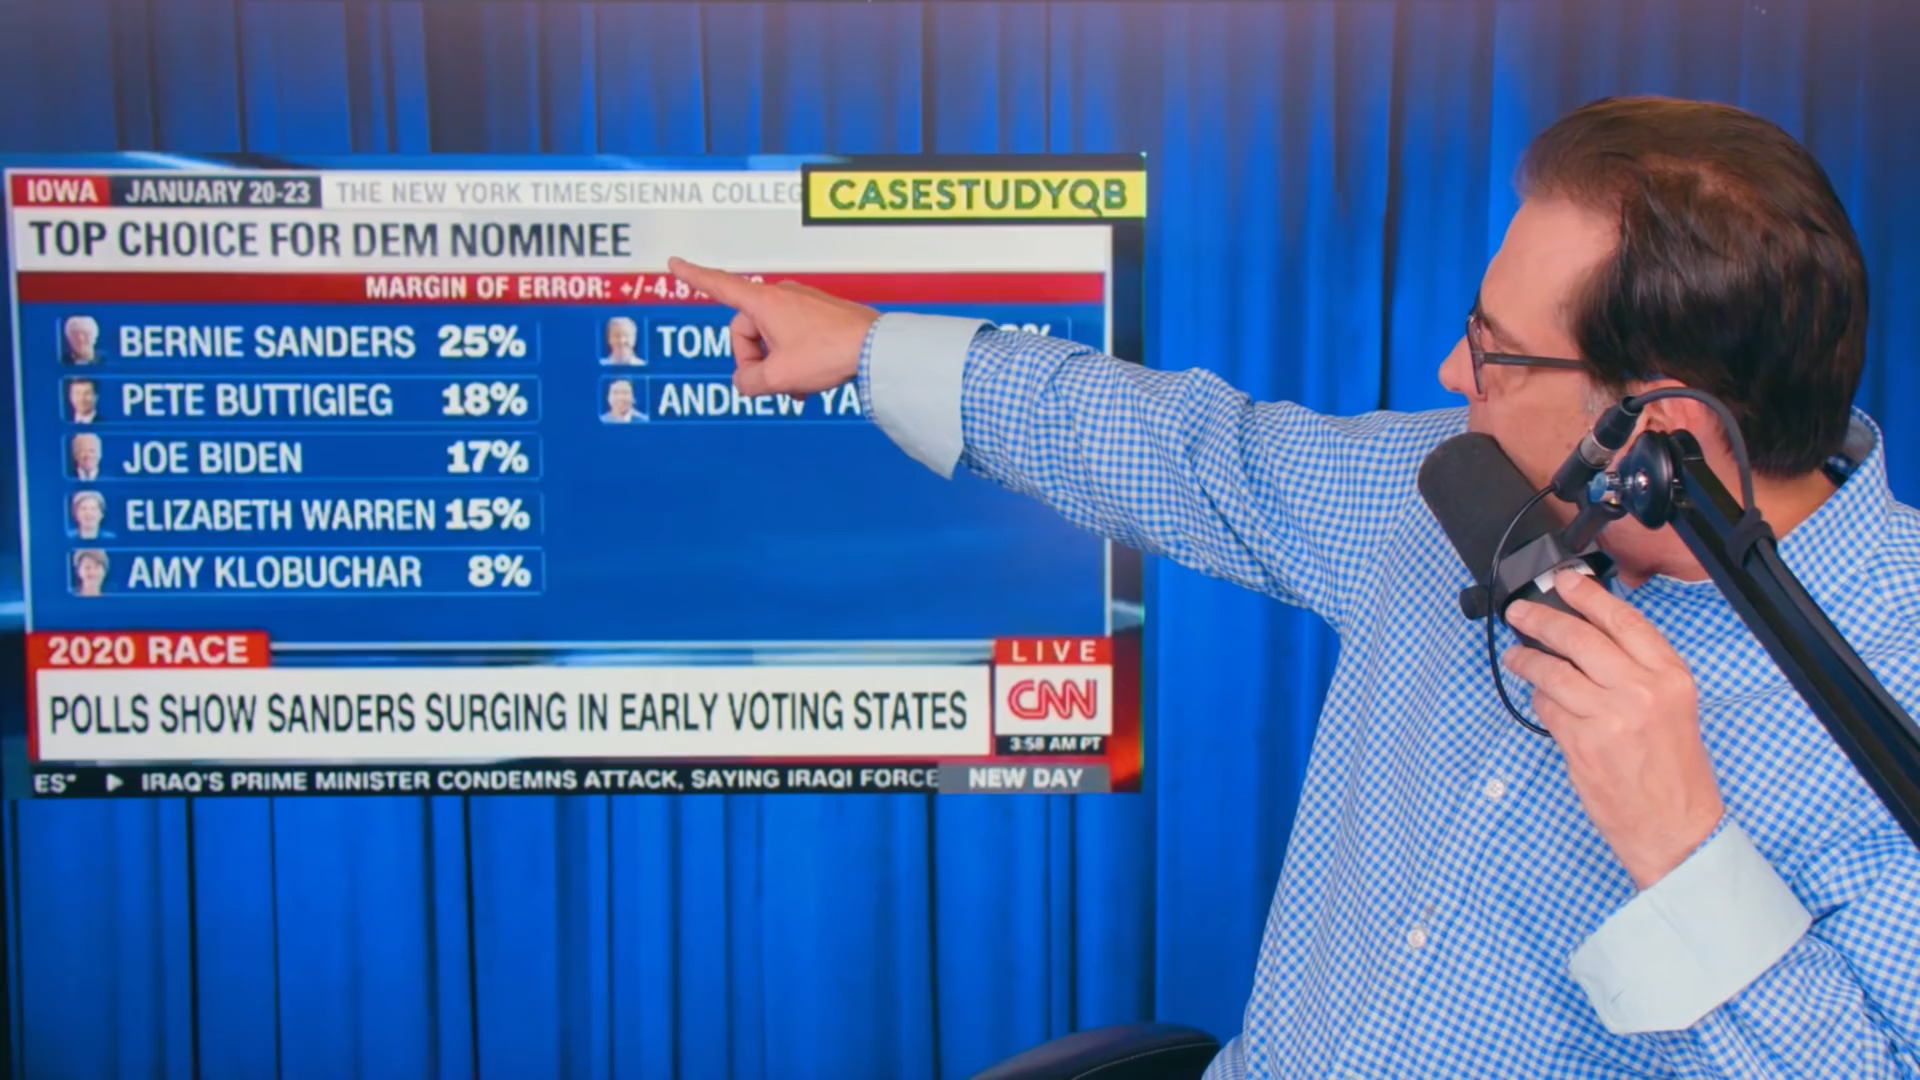 IOWA JANUARY 20-23 THE NEW YORK TIMES/SIENNA COLLEG
CASESTUDYQB
TOP CHOICE FOR DEM NOMINEE
MARGIN OF ERROR: +/-4.8
BERNIE SANDERS 25%
PETE BUTTIGIEG 18%
JOE BIDEN 17%
ELIZABETH WARREN 15%
AMY KLOBUCHAR 8%
TOM
ANDREW YA
2020 RACE
POLLS SHOW SANDERS SURGING IN EARLY VOTING STATES
LIVE
CNN
3:58 AM PT
ES" ▶ IRAQ'S PRIME MINISTER CONDEMNS ATTACK, SAYING IRAQI FORCE
NEW DAY